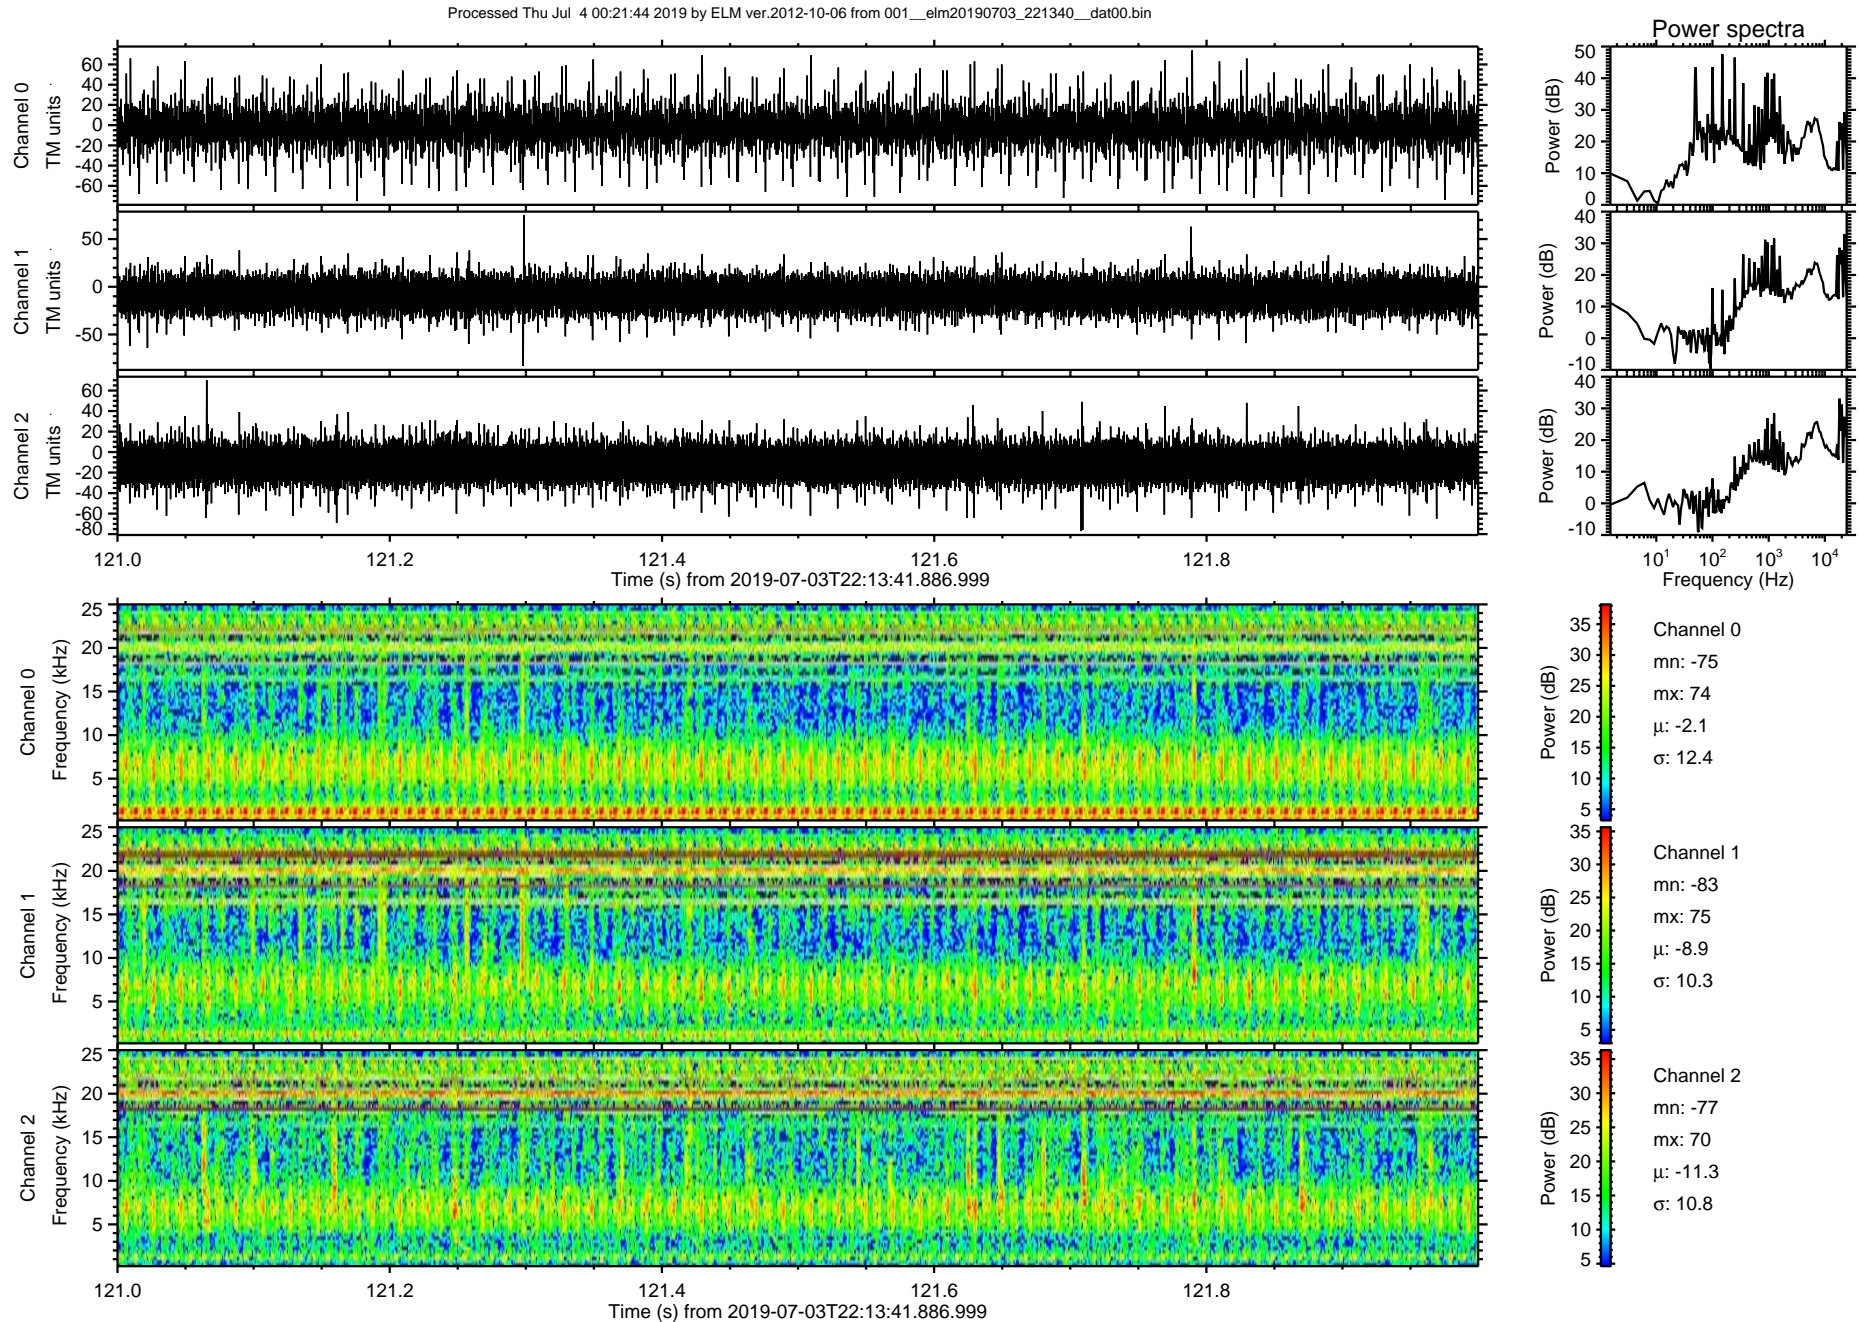 Processed Thu Jul  4 00:21:44 2019 by ELM ver.2012-10-06 from 001__elm20190703_221340__dat00.bin
Power spectra
Channel 0
TM units
60
40
20
0
-20
-40
-60
Power (dB)
50
40
30
20
10
0
Channel 1
TM units
50
0
-50
Power (dB)
40
30
20
10
0
-10
Channel 2
TM units
60
40
20
0
-20
-40
-60
-80
Power (dB)
40
30
20
10
0
-10
121.0 121.2 121.4 121.6 121.8
Time (s) from 2019-07-03T22:13:41.886.999
10^1 10^2 10^3 10^4
Frequency (Hz)
Channel 0
Frequency (kHz)
25
20
15
10
5
Power (dB)
35
30
25
20
15
10
5
Channel 0
mn: -75
mx: 74
μ: -2.1
σ: 12.4
Channel 1
Frequency (kHz)
25
20
15
10
5
Power (dB)
35
30
25
20
15
10
5
Channel 1
mn: -83
mx: 75
μ: -8.9
σ: 10.3
Channel 2
Frequency (kHz)
25
20
15
10
5
Power (dB)
35
30
25
20
15
10
5
Channel 2
mn: -77
mx: 70
μ: -11.3
σ: 10.8
121.0 121.2 121.4 121.6 121.8
Time (s) from 2019-07-03T22:13:41.886.999